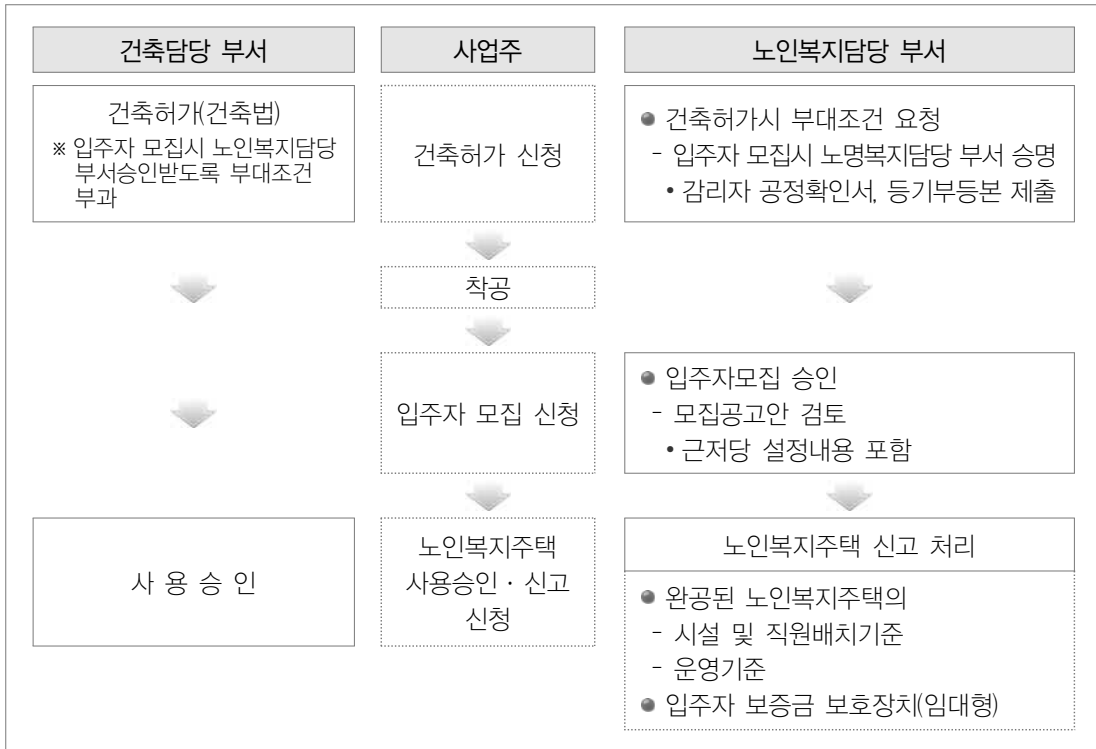 건축담당 부서
사업주
노인복지담당 부서
건축허가(건축법)
※ 입주자 모집시 노인복지담당
부서승인받도록 부대조건
부과
건축허가 신청
● 건축허가시 부대조건 요청
- 입주자 모집시 노명복지담당 부서 승명
• 감리자 공정확인서, 등기부등본 제출
착공
입주자 모집 신청
● 입주자모집 승인
- 모집공고안 검토
• 근저당 설정내용 포함
사 용 승 인
노인복지주택
사용승인 · 신고
신청
노인복지주택 신고 처리
● 완공된 노인복지주택의
- 시설 및 직원배치기준
- 운영기준
● 입주자 보증금 보호장치(임대형)